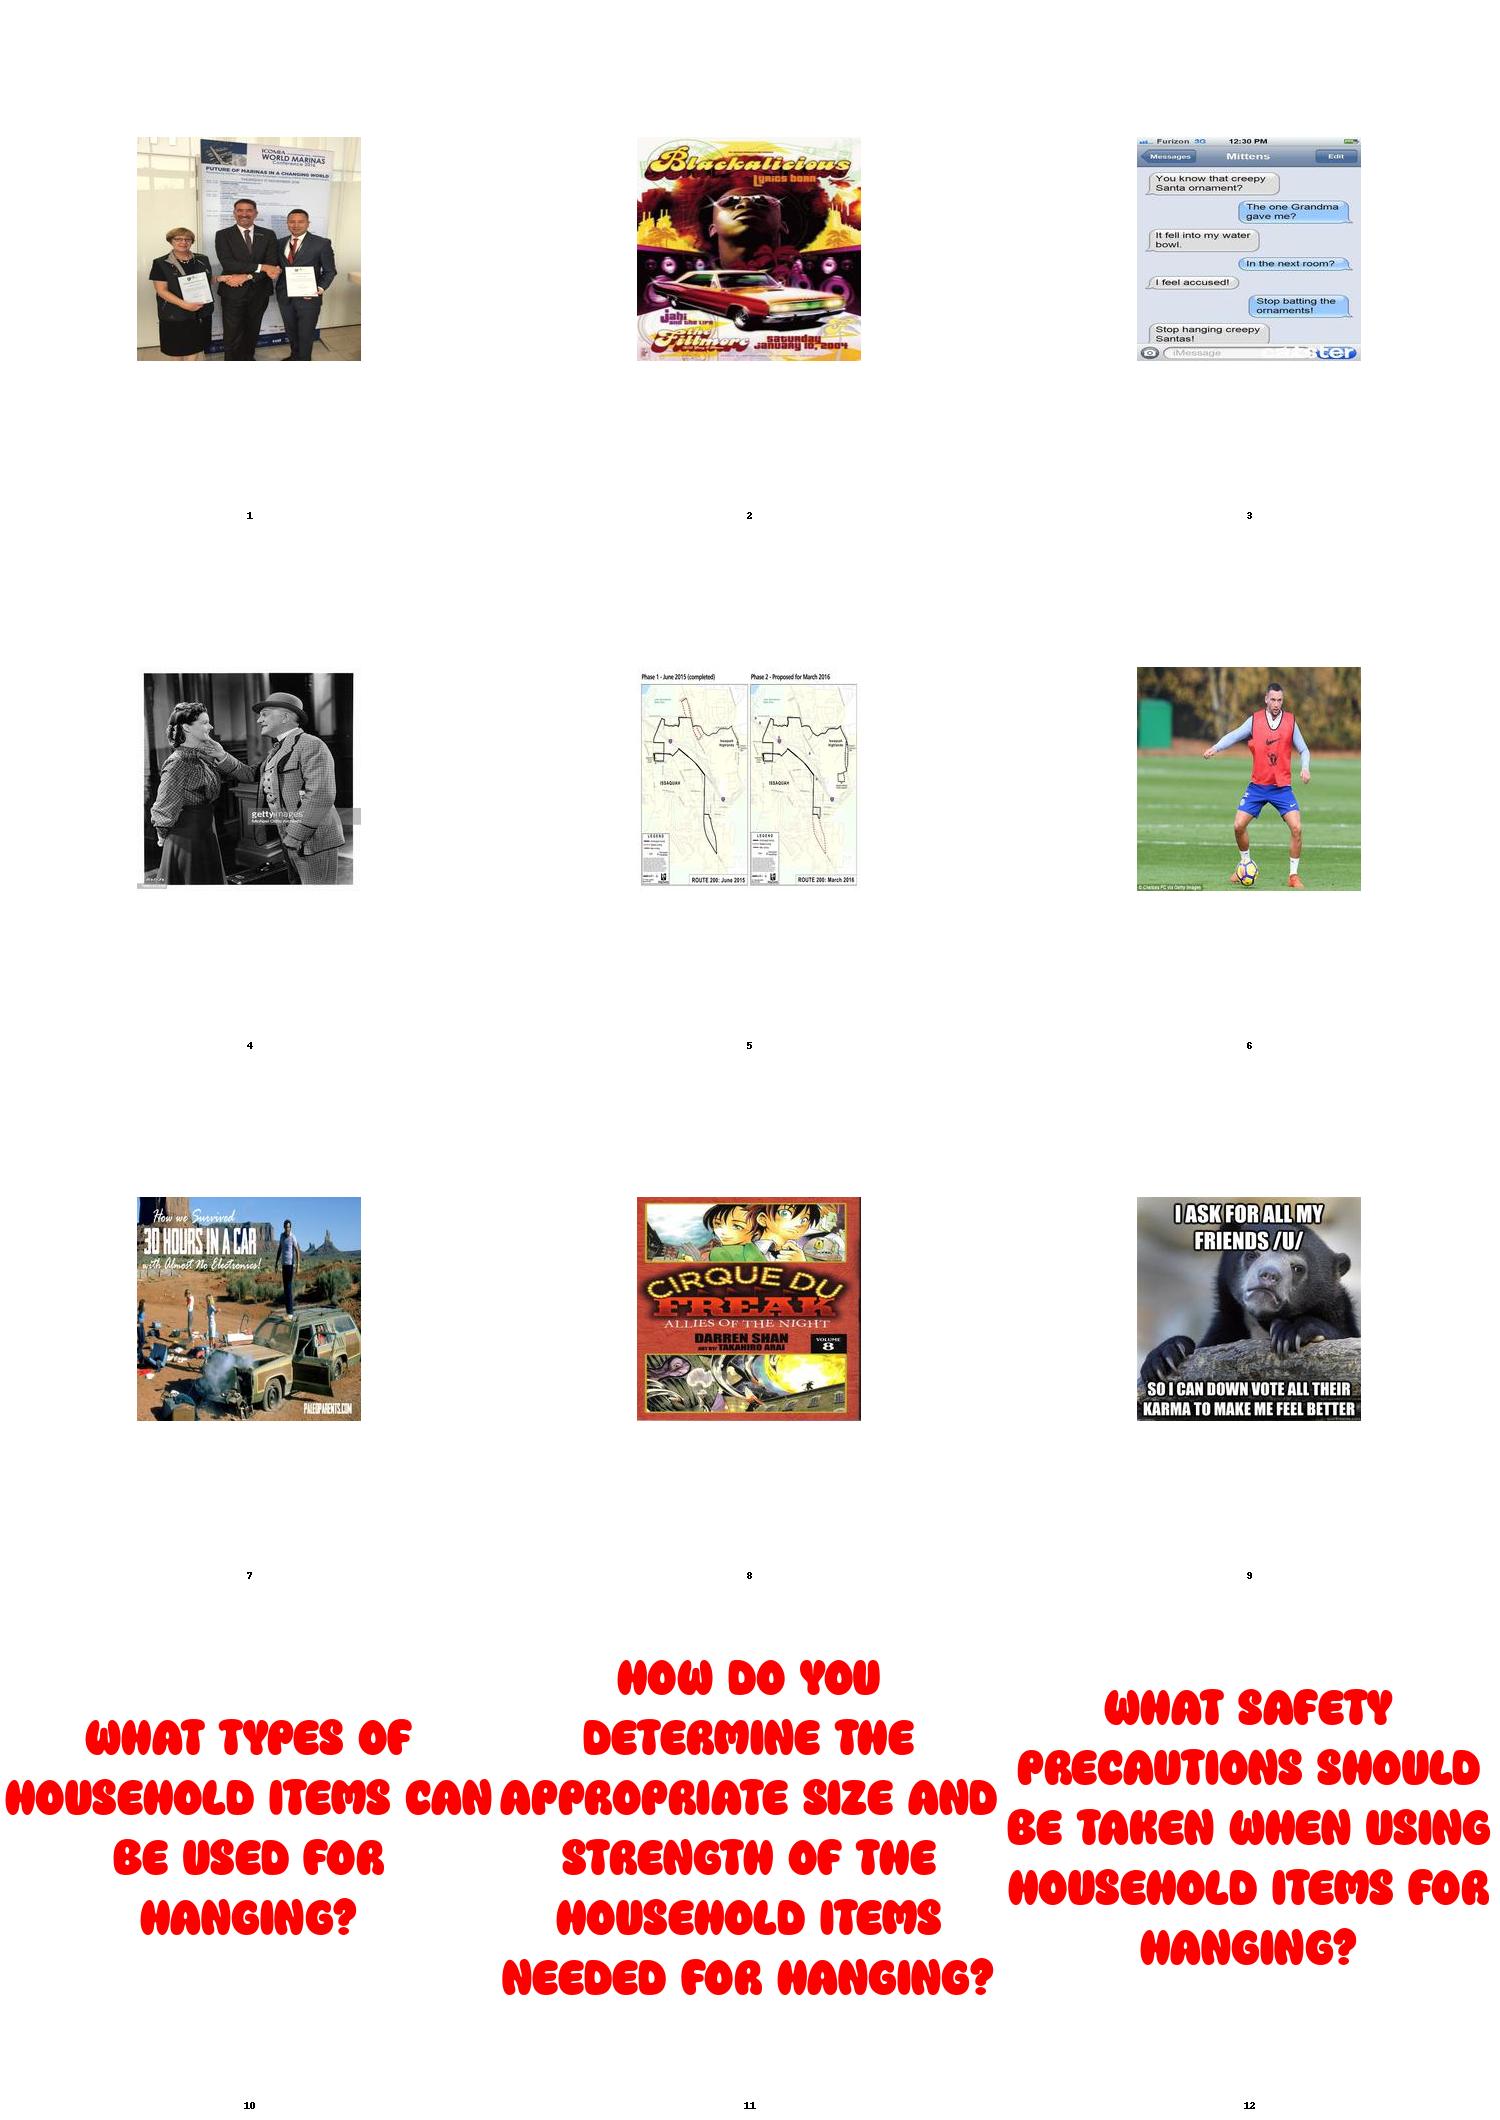 ICOMIA
WORLD MARINAS
Conference 2016
FUTURE OF MARINAS IN A CHANGING WORLD
Blackalicious
Lyrics Born
jahi
and the life
the
Fillmore
SATURDAY
JANUARY 10, 2004
Furizon 3G
12:30 PM
Messages
Mittens
Edit
You know that creepy
Santa ornament?
The one Grandma
gave me?
It fell into my water
bowl.
In the next room?
I feel accused!
Stop batting the
ornaments!
Stop hanging creepy
Santas!
iMessage
1
2
3
gettyimages
Phase 1 - June 2015 (completed)
Phase 2 - Proposed for March 2016
Issaquah
Highlands
ISSAQUAH
LEGEND
ROUTE 200: June 2015
Issaquah
Highlands
ISSAQUAH
LEGEND
ROUTE 200: March 2016
© Chelsea FC via Getty Images
4
5
6
How we Survived
30 HOURS IN A CAR
with Almost No Electronics!
PALEOPARENTS.COM
CIRQUE DU
FREAK
ALLIES OF THE NIGHT
DARREN SHAN
ART BY TAKAHIRO ARAI
VOLUME
8
I ASK FOR ALL MY
FRIENDS /U/
SO I CAN DOWN VOTE ALL THEIR
KARMA TO MAKE ME FEEL BETTER
7
8
9
WHAT TYPES OF
HOUSEHOLD ITEMS CAN
BE USED FOR
HANGING?
HOW DO YOU
DETERMINE THE
APPROPRIATE SIZE AND
STRENGTH OF THE
HOUSEHOLD ITEMS
NEEDED FOR HANGING?
WHAT SAFETY
PRECAUTIONS SHOULD
BE TAKEN WHEN USING
HOUSEHOLD ITEMS FOR
HANGING?
10
11
12